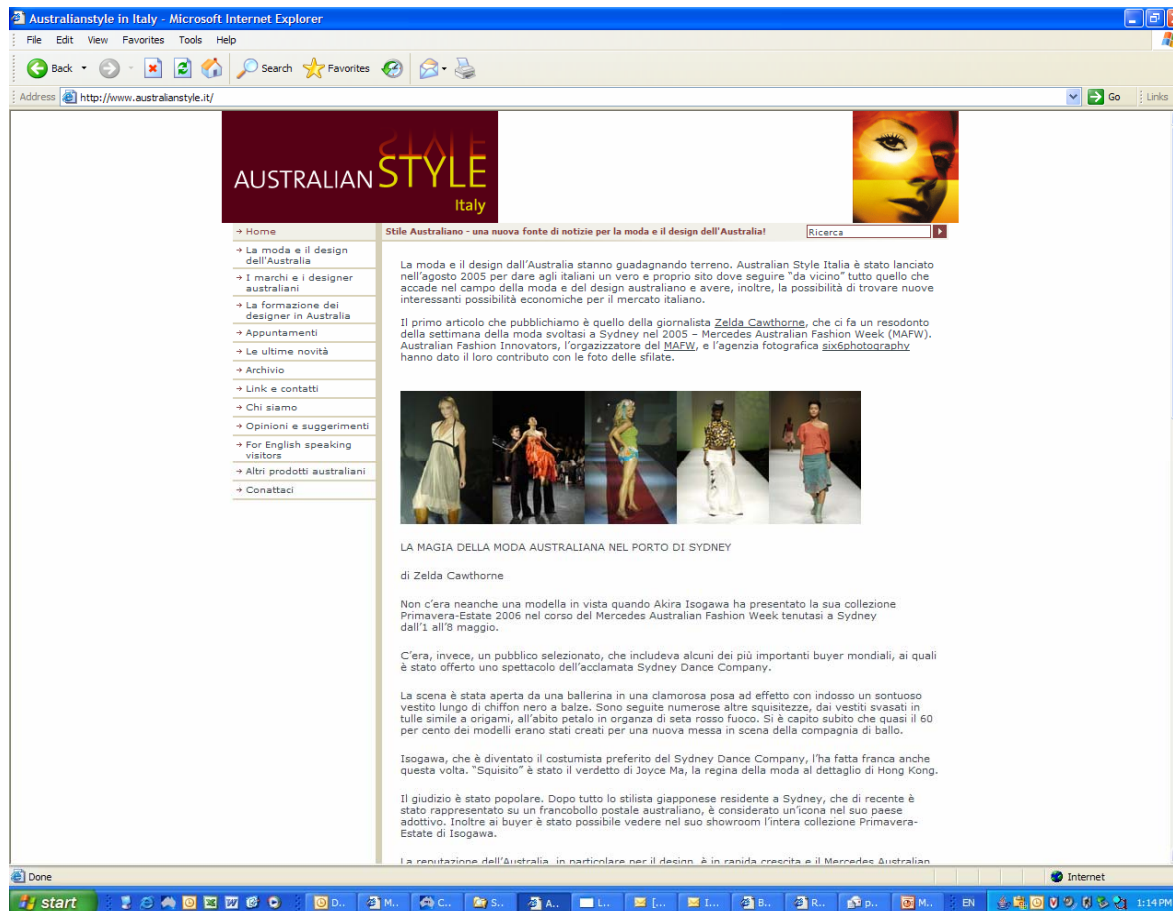 Australianstyle in Italy - Microsoft Internet Explorer
File Edit View Favorites Tools Help
Back Search Favorites
Address http://www.australianstyle.it/ Go Links
AUSTRALIAN STYLE
Italy
Home
La moda e il design
dell'Australia
I marchi e i designer
australiani
La formazione dei
designer in Australia
Appuntamenti
Le ultime novità
Archivio
Link e contatti
Chi siamo
Opinioni e suggerimenti
For English speaking
visitors
Altri prodotti australiani
Conattaci
Stile Australiano - una nuova fonte di notizie per la moda e il design dell'Australia! Ricerca
La moda e il design dall'Australia stanno guadagnando terreno. Australian Style Italia è stato lanciato
nell'agosto 2005 per dare agli italiani un vero e proprio sito dove seguire "da vicino" tutto quello che
accade nel campo della moda e del design australiano e avere, inoltre, la possibilità di trovare nuove
interessanti possibilità economiche per il mercato italiano.
Il primo articolo che pubblichiamo è quello della giornalista Zelda Cawthorne, che ci fa un resodonto
della settimana della moda svoltasi a Sydney nel 2005 – Mercedes Australian Fashion Week (MAFW).
Australian Fashion Innovators, l'orgazizzatore del MAFW, e l'agenzia fotografica six6photography
hanno dato il loro contributo con le foto delle sfilate.
LA MAGIA DELLA MODA AUSTRALIANA NEL PORTO DI SYDNEY
di Zelda Cawthorne
Non c'era neanche una modella in vista quando Akira Isogawa ha presentato la sua collezione
Primavera-Estate 2006 nel corso del Mercedes Australian Fashion Week tenutasi a Sydney
dall'1 all'8 maggio.
C'era, invece, un pubblico selezionato, che includeva alcuni dei più importanti buyer mondiali, ai quali
è stato offerto uno spettacolo dell'acclamata Sydney Dance Company.
La scena è stata aperta da una ballerina in una clamorosa posa ad effetto con indosso un sontuoso
vestito lungo di chiffon nero a balze. Sono seguite numerose altre squisitezze, dai vestiti svasati in
tulle simile a origami, all'abito petalo in organza di seta rosso fuoco. Si è capito subito che quasi il 60
per cento dei modelli erano stati creati per una nuova messa in scena della compagnia di ballo.
Isogawa, che è diventato il costumista preferito del Sydney Dance Company, l'ha fatta franca anche
questa volta. "Squisito" è stato il verdetto di Joyce Ma, la regina della moda al dettaglio di Hong Kong.
Il giudizio è stato popolare. Dopo tutto lo stilista giapponese residente a Sydney, che di recente è
stato rappresentato su un francobollo postale australiano, è considerato un'icona nel suo paese
adottivo. Inoltre ai buyer è stato possibile vedere nel suo showroom l'intera collezione Primavera-
Estate di Isogawa.
La reputazione dell'Australia, in particolare per il design, è in rapida crescita e il Mercedes Australian
Done Internet
start D.. M.. C.. S.. A.. L.. [... I... B.. R.. p.. M.. EN 1:14 PM